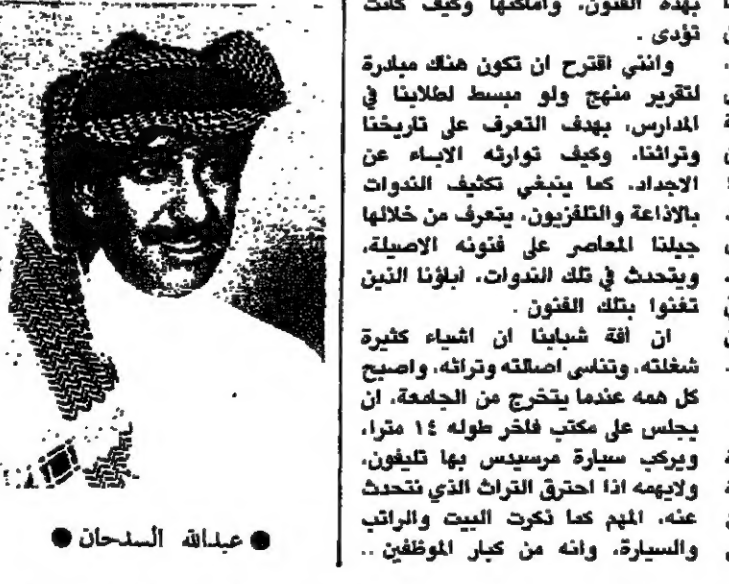 بهذه الفنون، واماكنها وكيف كانت
تؤدى .
وانني اقترح ان تكون هناك مبادرة
لتقرير منهج ولو مبسط لطلابنا في
المدارس، بهدف التعرف على تاريخنا
وتراثنا، وكيف توارثه الاباء عن
الاجداد، كما ينبغي تكثيف الندوات
بالاذاعة والتلفزيون، يتعرف من خلالها
جيلنا المعاصر على فنونه الاصيلة،
ويتحدث في تلك الندوات، اباؤنا الذين
تغنوا بتلك الفنون .
ان آفة شبابنا ان اشياء كثيرة
شغلته، وتناسى اصالته وتراثه، واصبح
كل همه عندما يتخرج من الجامعة، ان
يجلس على مكتب فاخر طوله ١٤ مترا،
ويركب سيارة مرسيدس بها تليفون،
ولايهمه اذا احترق التراث الذي نتحدث
عنه، المهم كما ذكرت البيت والراتب
والسيارة، وانه من كبار الموظفين ..
● عبدالله السدحان ●